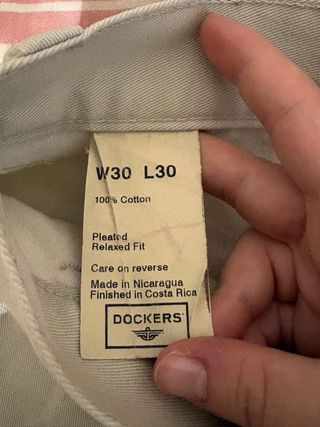 W30 L30
100% Cotton
Pleated
Relaxed Fit
Care on reverse
Made in Nicaragua
Finished in Costa Rica
DOCKERS